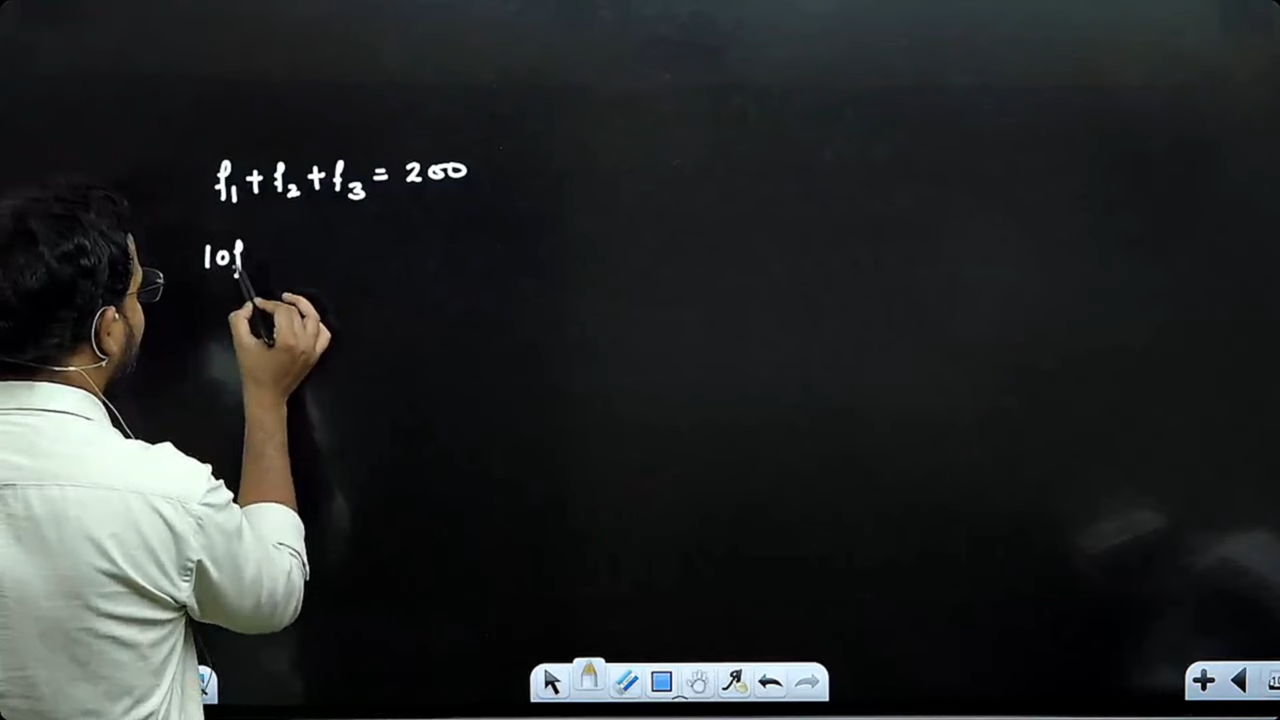 f₁+f₂+f₃ = 200
10f